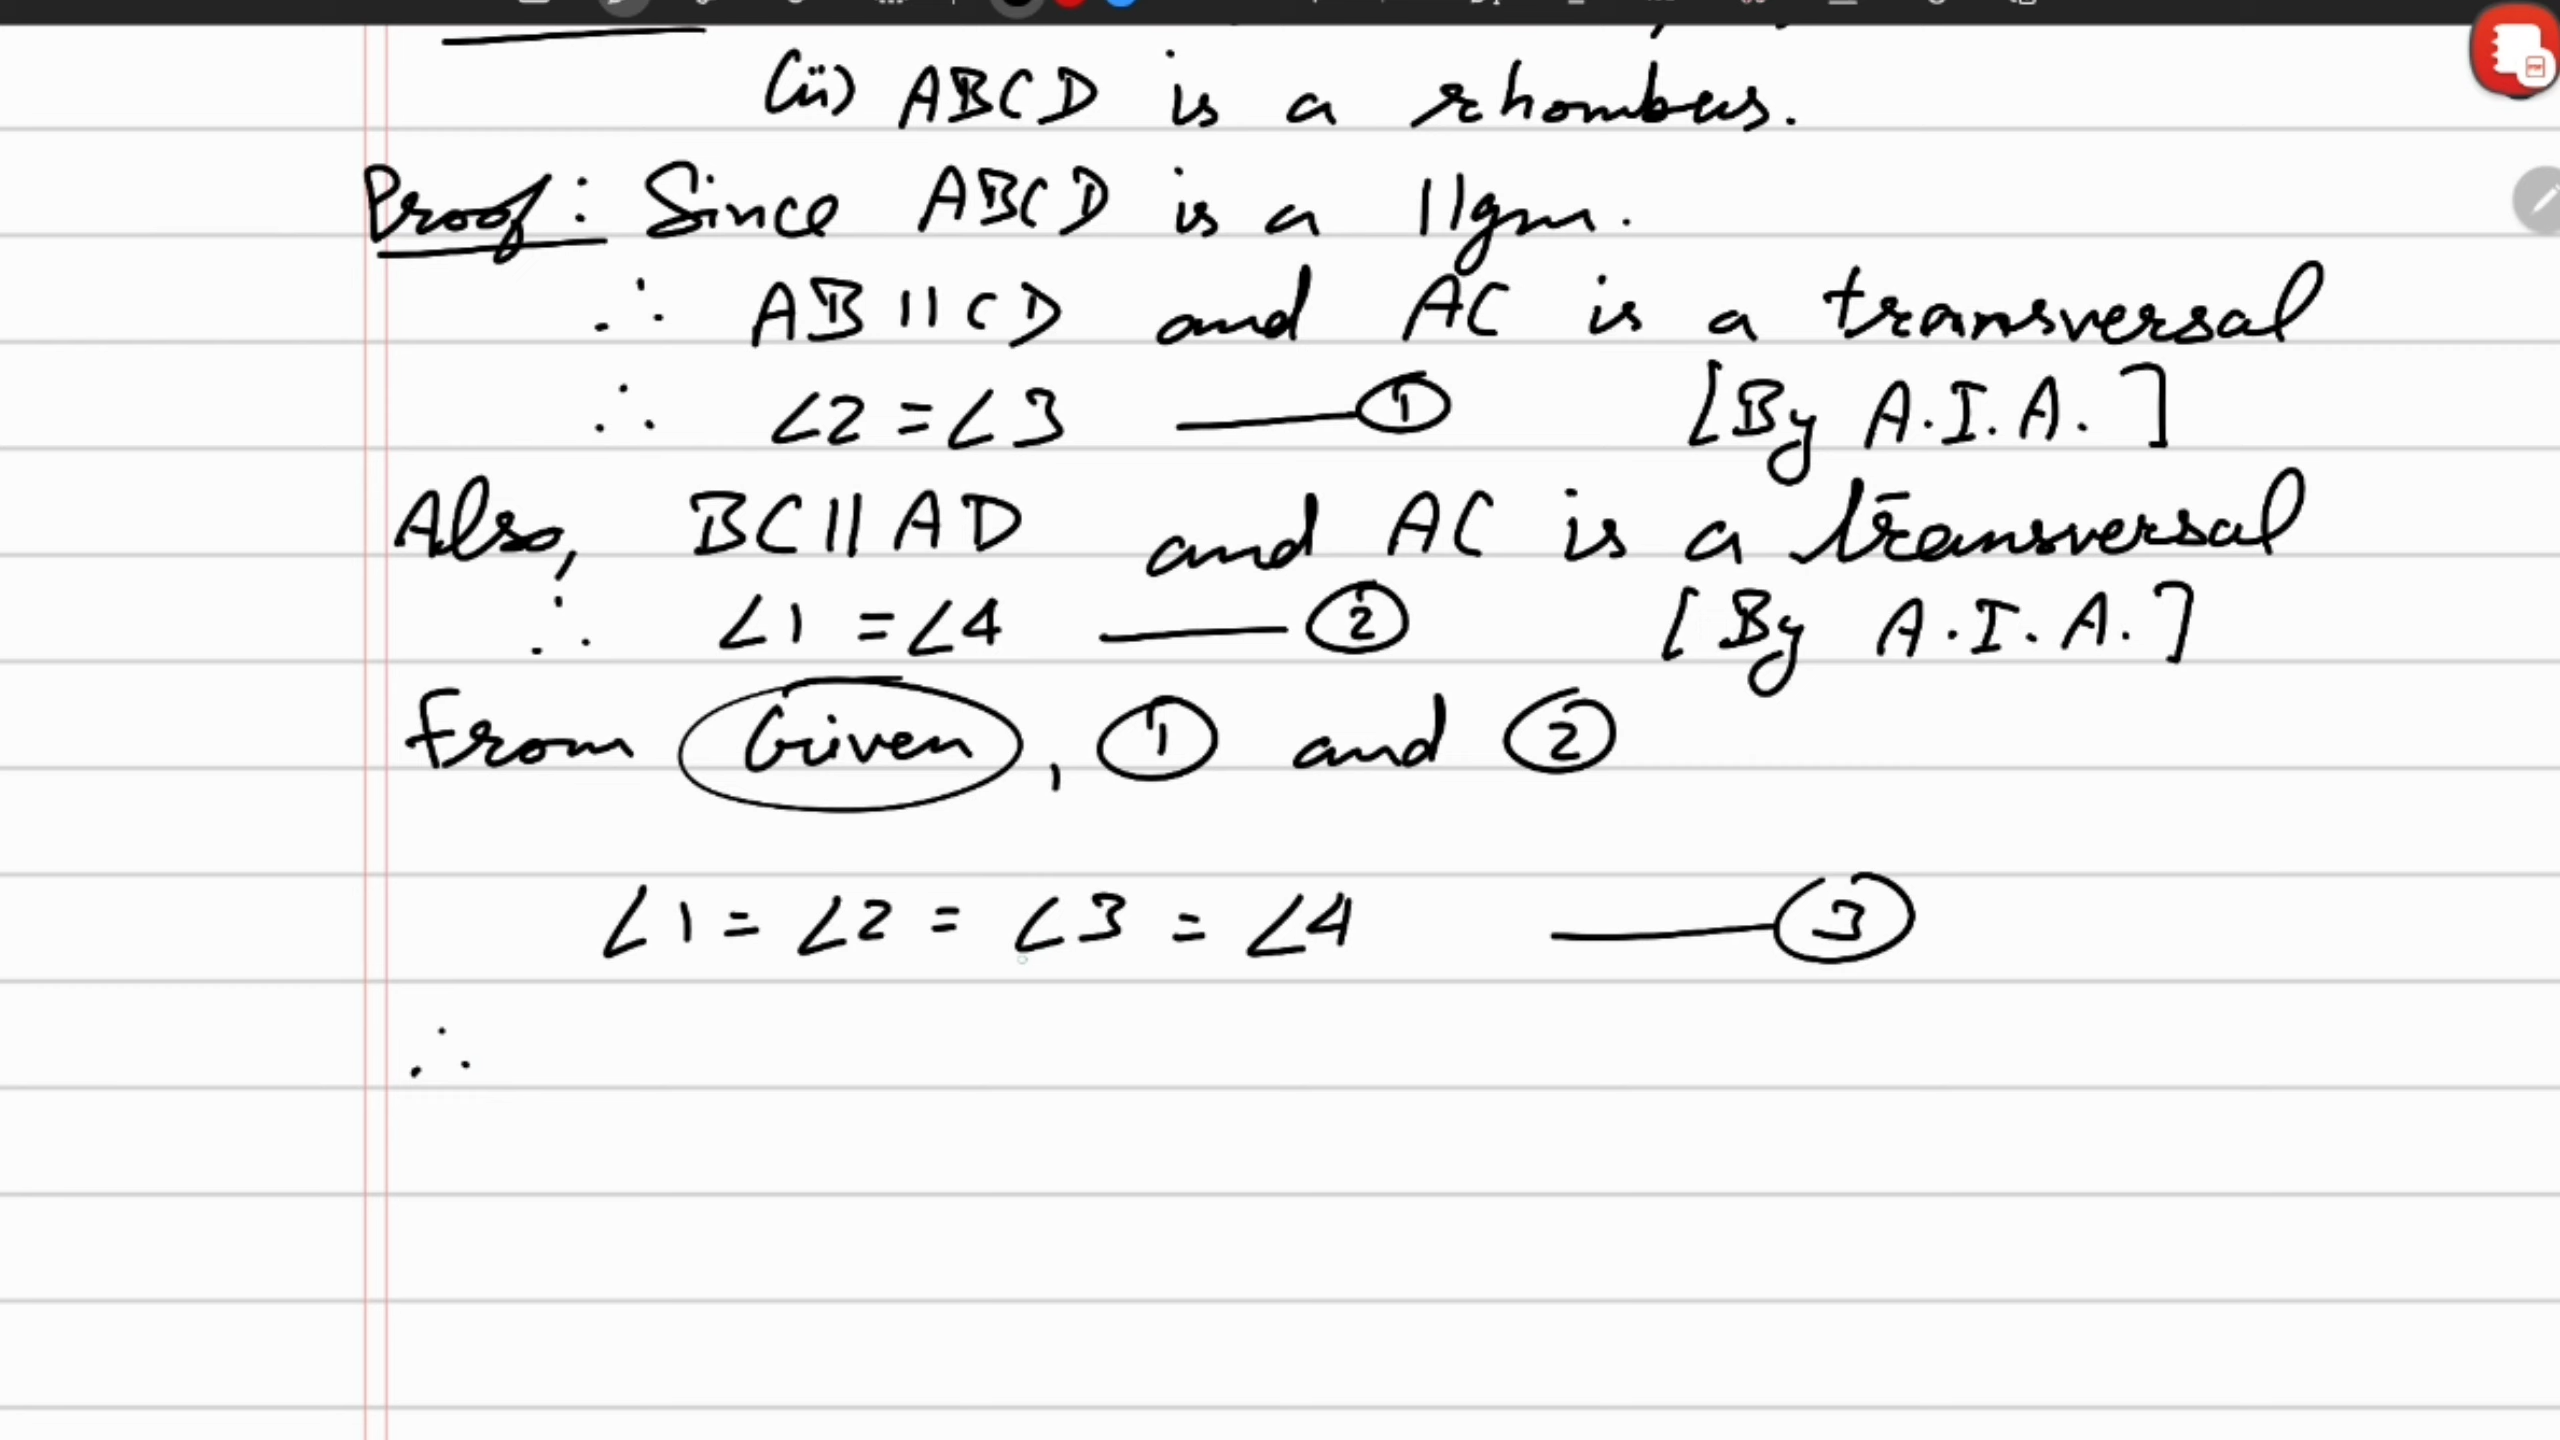 (ii) ABCD is a rhombus.
Proof: Since ABCD is a ||gm.
∴ AB || CD and AC is a transversal
∴ ∠2 = ∠3 —— ① [By A.I.A.]
Also, BC || AD and AC is a transversal
∴ ∠1 = ∠4 —— ② [By A.I.A.]
From Given, ① and ②
∠1 = ∠2 = ∠3 = ∠4 —— ③
∴